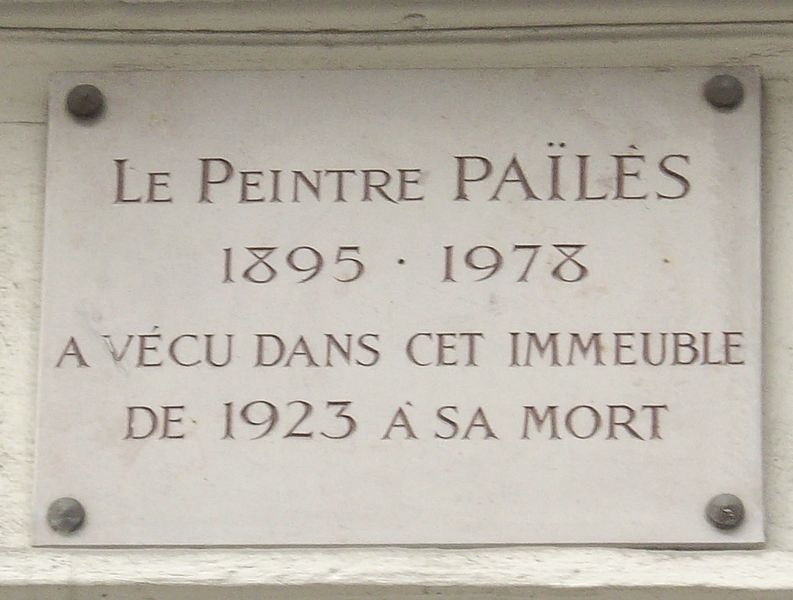 LE PEINTRE PAÏLÈS
1895 · 1978
A VÉCU DANS CET IMMEUBLE
DE 1923 À SA MORT